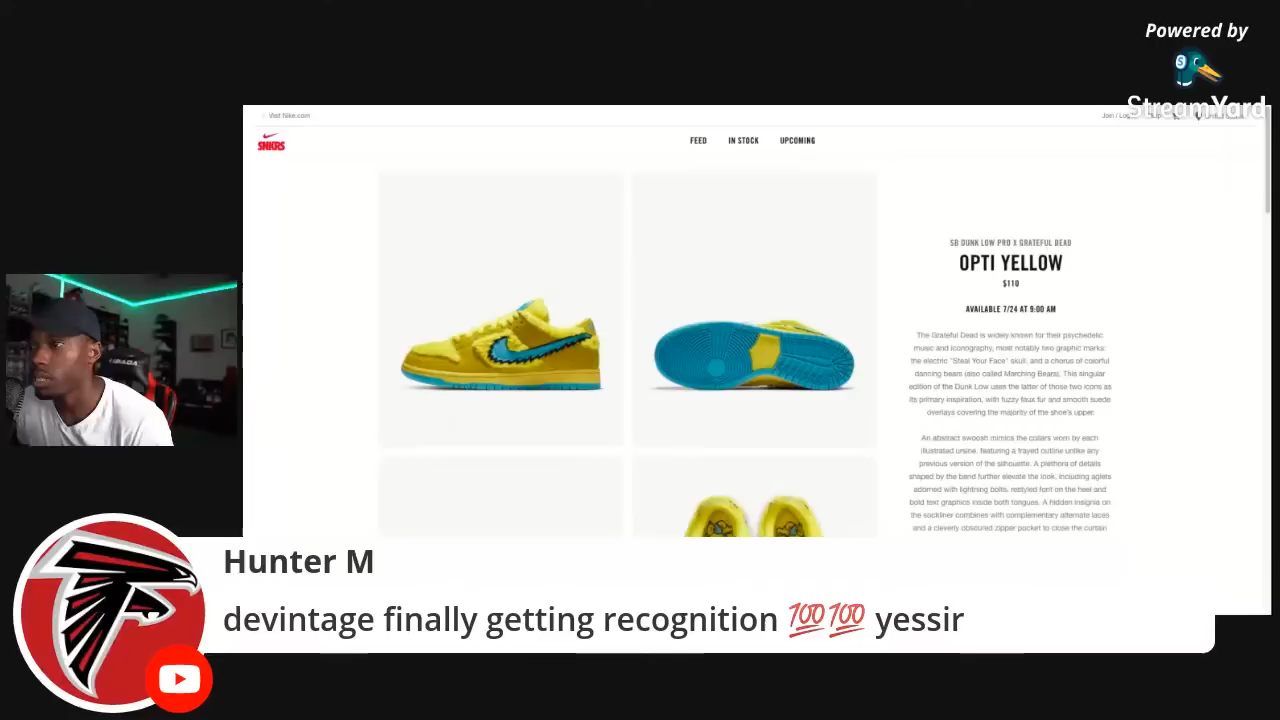 Powered by
StreamYard
Visit Nike.com
Join / Log
SNKRS
FEED
IN STOCK
UPCOMING
SB DUNK LOW PRO X GRATEFUL DEAD
OPTI YELLOW
$110
AVAILABLE 7/24 AT 9:00 AM
The Grateful Dead is widely known for their psychedelic
music and iconography, most notably two graphic marks:
the electric "Steal Your Face" skull, and a chorus of colorful
dancing bears (also called Marching Bears). This singular
edition of the Dunk Low uses the latter of those two icons as
its primary inspiration, with fuzzy faux fur and smooth suede
overlays covering the majority of the shoe's upper.
An abstract swoosh mimics the collars worn by each
illustrated ursine, featuring a frayed outline unlike any
previous version of the silhouette. A plethora of details
shaped by the band further elevate the look, including aglets
adorned with lightning bolts, restyled font on the heel and
bold text graphics inside both tongues. A hidden insignia on
the sockliner combines with complementary alternate laces
and a cleverly obscured zipper pocket to close the curtain
Hunter M
devintage finally getting recognition 💯💯 yessir